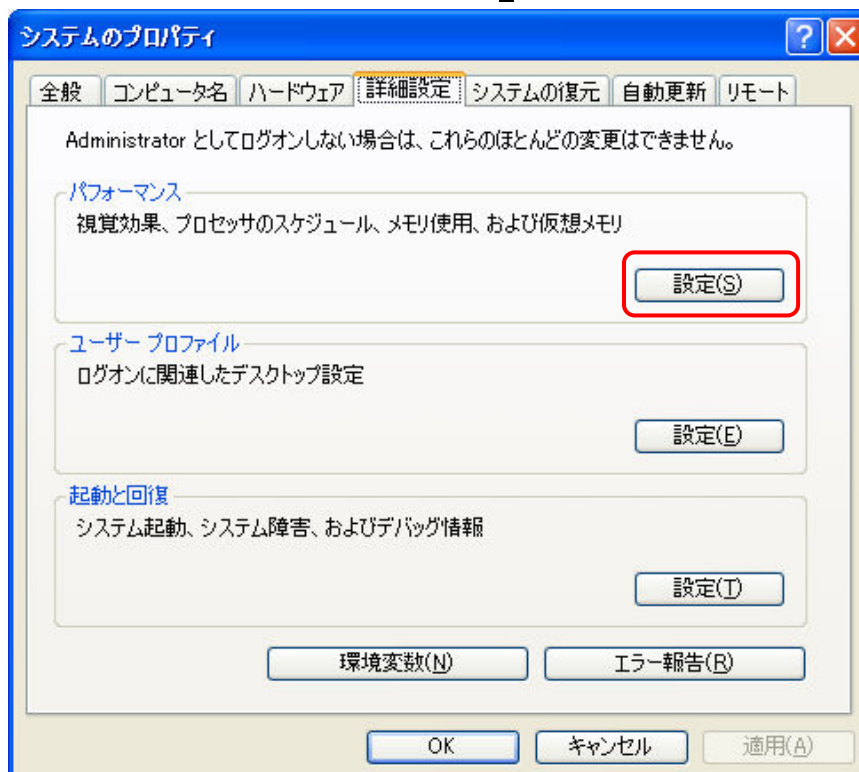 システムのプロパティ
全般 コンピュータ名 ハードウェア 詳細設定 システムの復元 自動更新 リモート
Administrator としてログオンしない場合は、これらのほとんどの変更はできません。
パフォーマンス
視覚効果、プロセッサのスケジュール、メモリ使用、および仮想メモリ
設定(S)
ユーザー プロファイル
ログオンに関連したデスクトップ設定
設定(E)
起動と回復
システム起動、システム障害、およびデバッグ情報
設定(T)
環境変数(N) エラー報告(R)
OK キャンセル 適用(A)